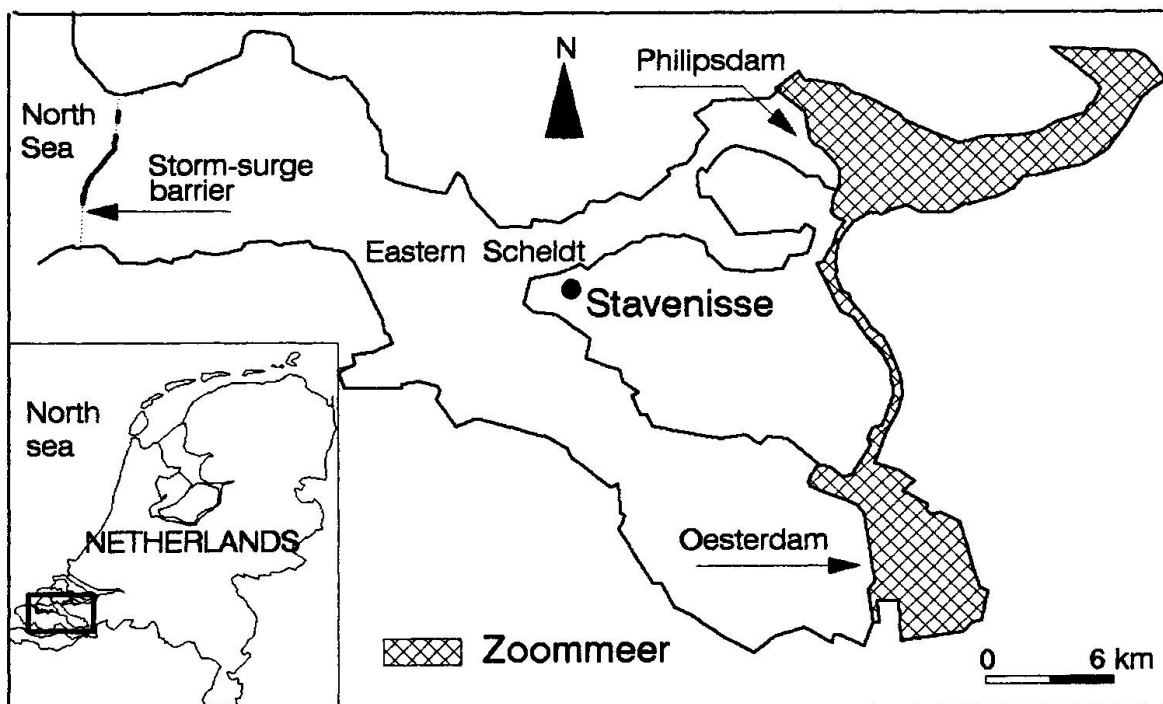 N
Philipsdam
North
Sea
Storm-surge
barrier
Eastern Scheldt
Stavenisse
North
sea
NETHERLANDS
Oesterdam
Zoommeer
0 6 km